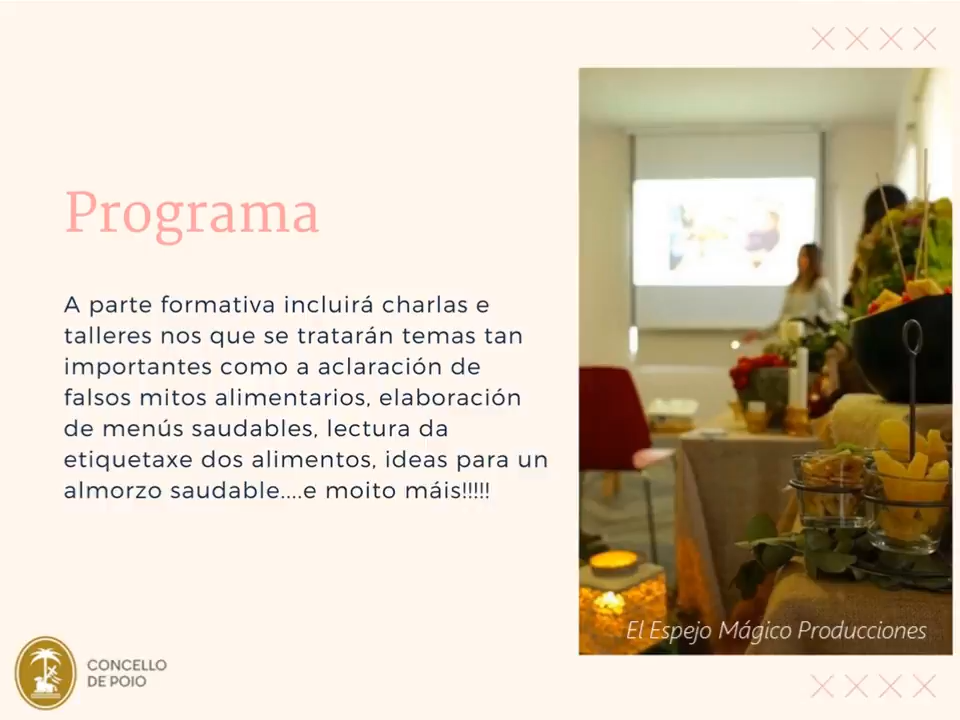 Programa
A parte formativa incluirá charlas e
talleres nos que se tratarán temas tan
importantes como a aclaración de
falsos mitos alimentarios, elaboración
de menús saudables, lectura da
etiquetaxe dos alimentos, ideas para un
almorzo saudable....e moito máis!!!!!
El Espejo Mágico Producciones
CONCELLO
DE POIO